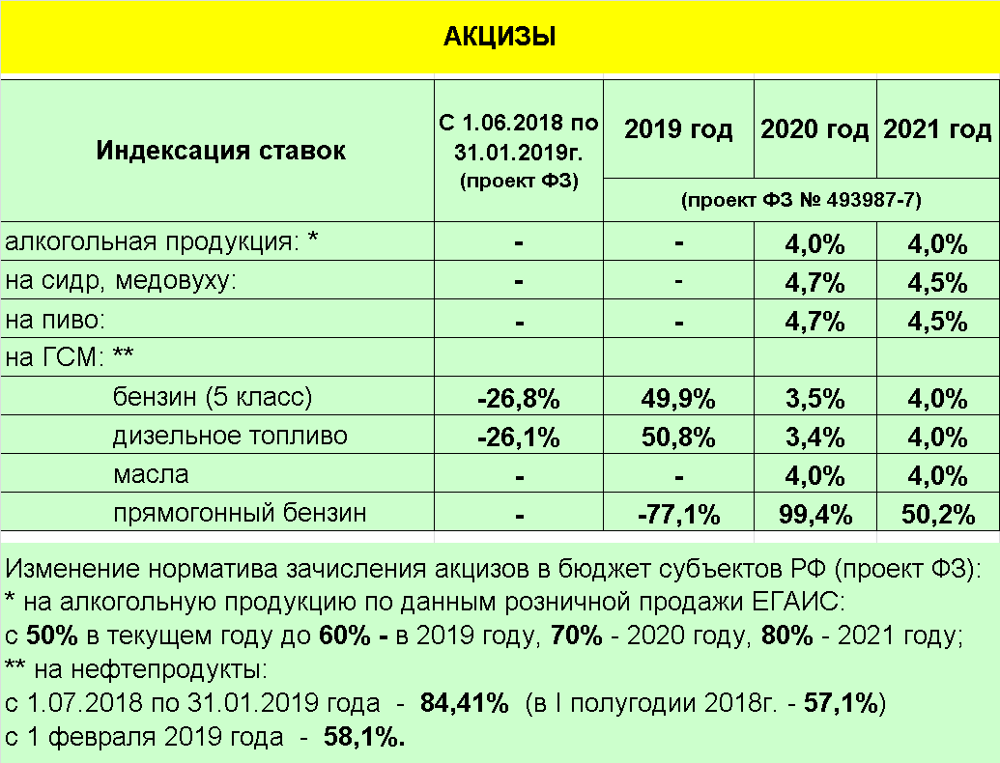 АКЦИЗЫ
Индексация ставок
С 1.06.2018 по
31.01.2019г.
(проект ФЗ)
2019 год
2020 год
2021 год
(проект ФЗ № 493987-7)
алкогольная продукция: * - - 4,0% 4,0%
на сидр, медовуху: - - 4,7% 4,5%
на пиво: - - 4,7% 4,5%
на ГСМ: **
бензин (5 класс) -26,8% 49,9% 3,5% 4,0%
дизельное топливо -26,1% 50,8% 3,4% 4,0%
масла - - 4,0% 4,0%
прямогонный бензин - -77,1% 99,4% 50,2%
Изменение норматива зачисления акцизов в бюджет субъектов РФ (проект ФЗ):
* на алкогольную продукцию по данным розничной продажи ЕГАИС:
с 50% в текущем году до 60% - в 2019 году, 70% - 2020 году, 80% - 2021 году;
** на нефтепродукты:
с 1.07.2018 по 31.01.2019 года - 84,41% (в I полугодии 2018г. - 57,1%)
с 1 февраля 2019 года - 58,1%.